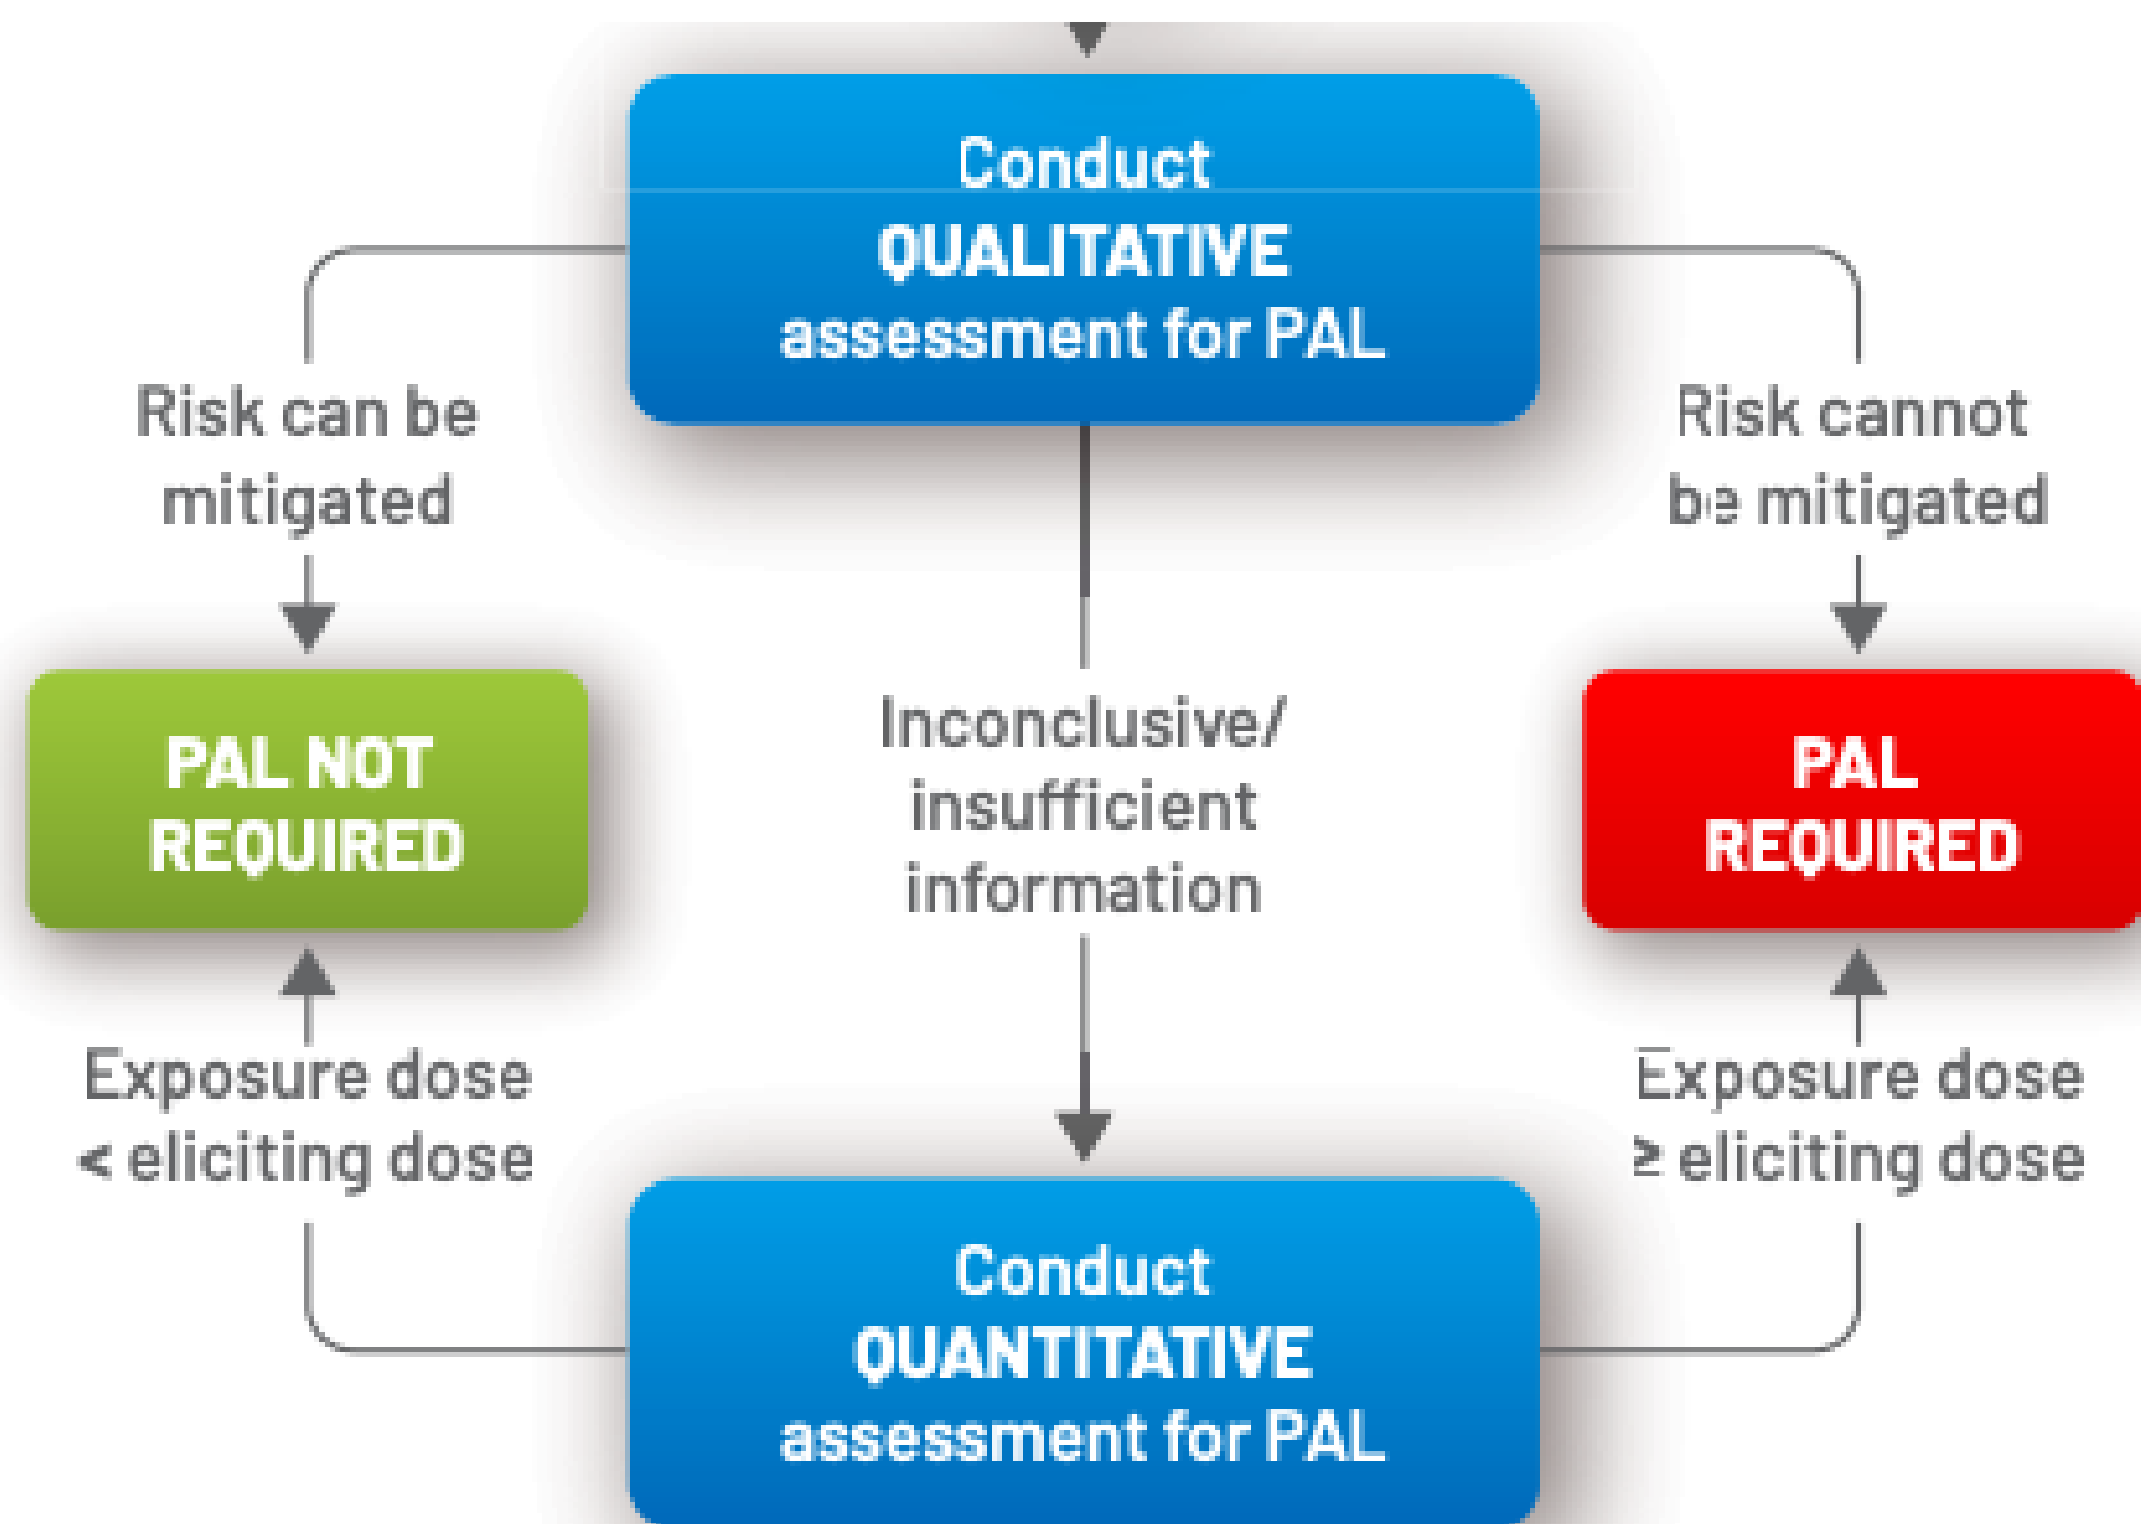 Conduct
QUALITATIVE
assessment for PAL
Risk can be
mitigated
Risk cannot
be mitigated
PAL NOT
REQUIRED
Inconclusive/
insufficient
information
PAL
REQUIRED
Exposure dose
< eliciting dose
Exposure dose
≥ eliciting dose
Conduct
QUANTITATIVE
assessment for PAL